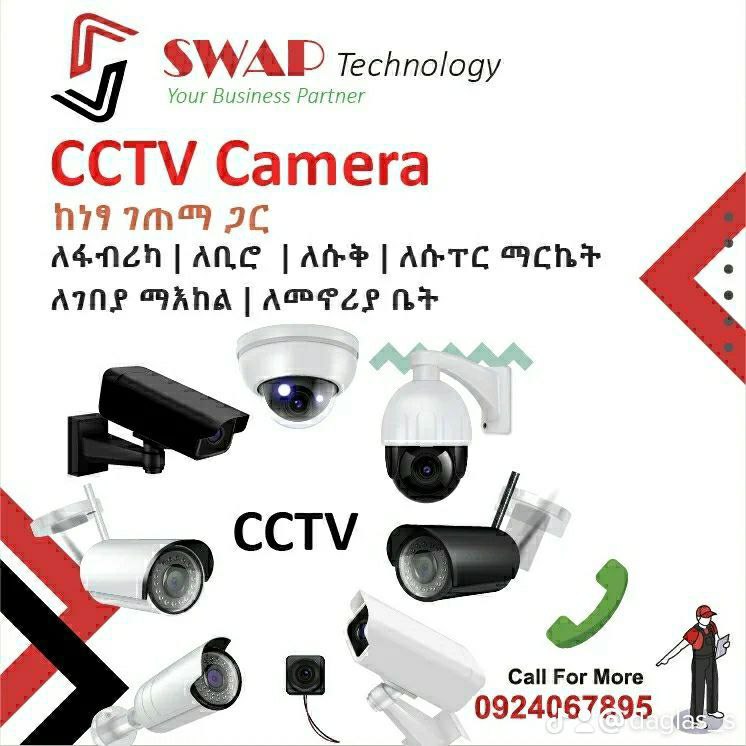 SWAP Technology
Your Business Partner
CCTV Camera
ከነፃ ገጠማ ጋር
ለፋብሪካ | ለቢሮ | ለሱቅ | ለሱፐር ማርኬት
ለገበያ ማእከል | ለመኖሪያ ቤት
CCTV
Call For More
0924067895